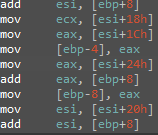 add esi, [ebp+8]
mov ecx, [esi+18h]
mov eax, [esi+1Ch]
mov [ebp-4], eax
mov eax, [esi+24h]
add eax, [ebp+8]
mov [ebp-8], eax
mov esi, [esi+20h]
add esi, [ebp+8]